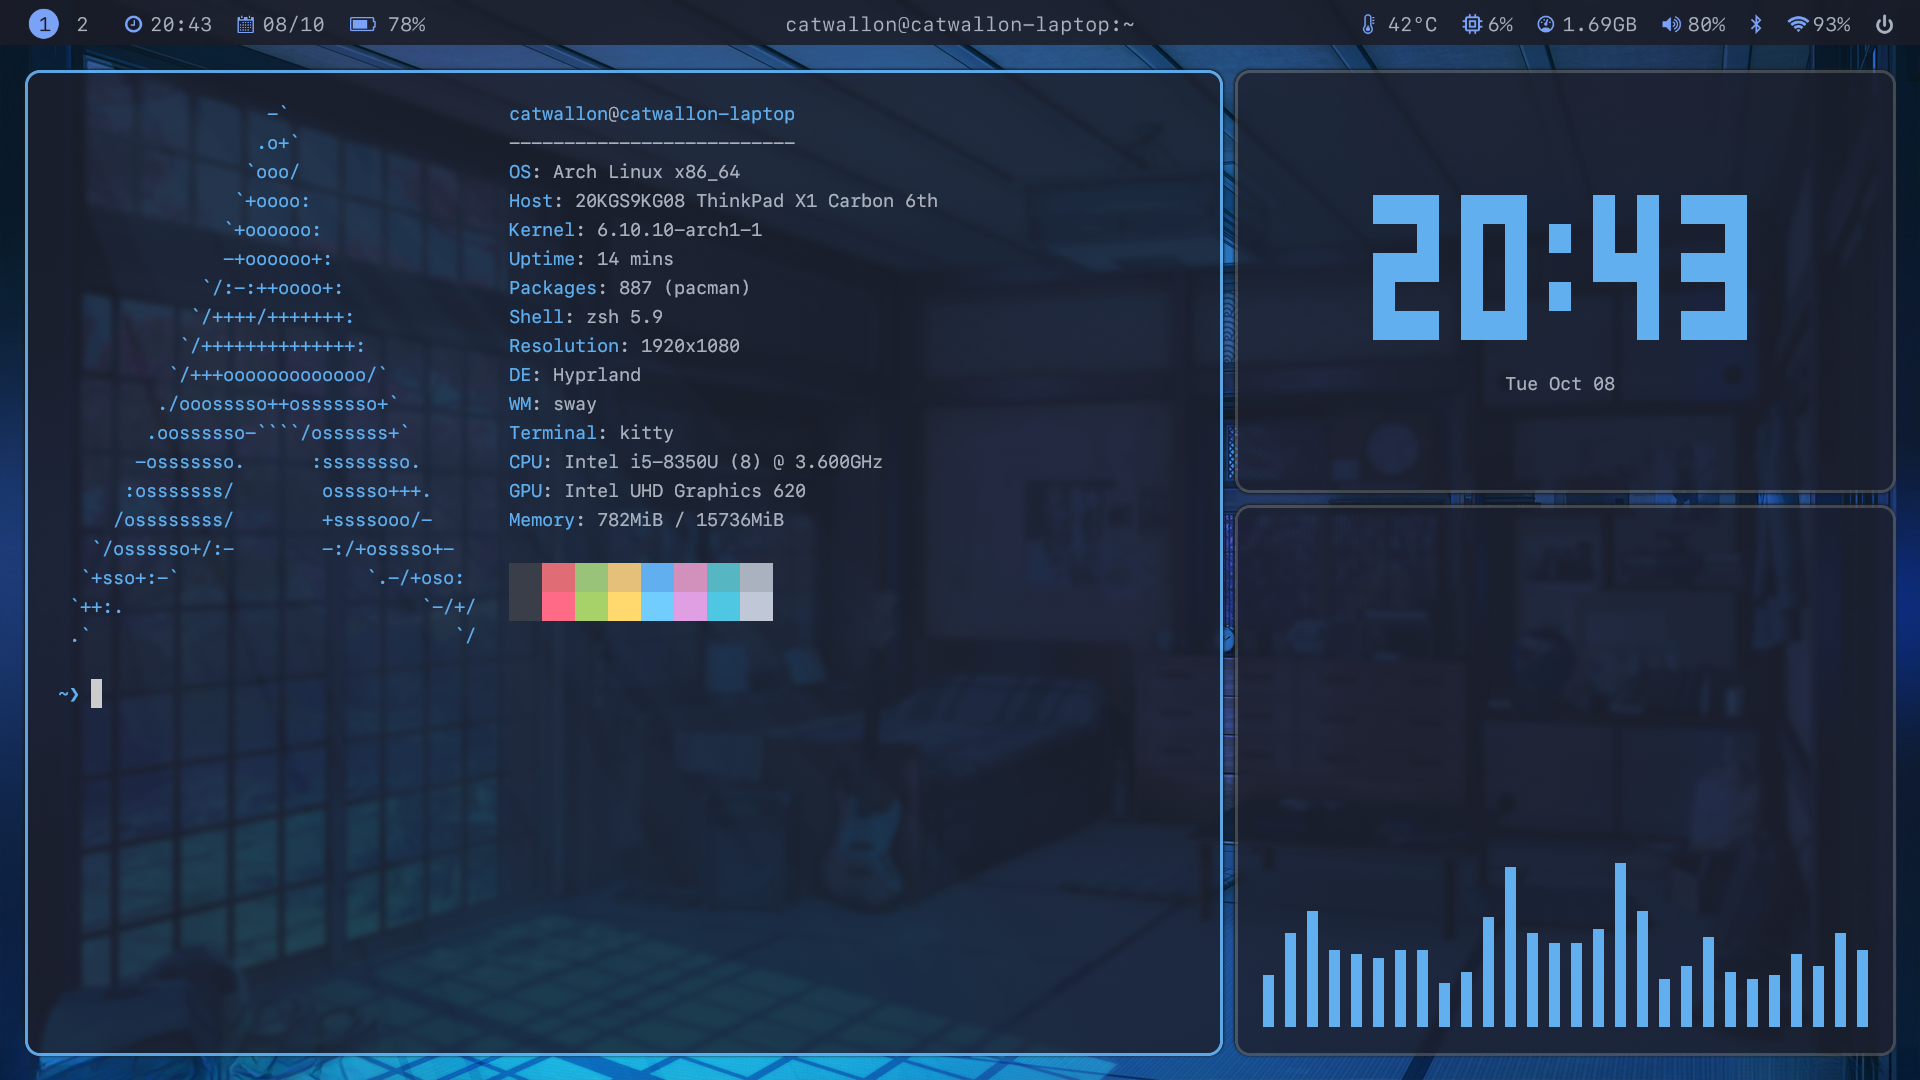 1 2 20:43 08/10 78% catwallon@catwallon-laptop:~ 42°C 6% 1.69GB 80% 93%
                   -`
                  .o+`
                 `ooo/
                `+oooo:
               `+oooooo:
               -+oooooo+:
             `/:-:++oooo+:
            `/++++/+++++++:
           `/++++++++++++++:
          `/+++ooooooooooooo/`
         ./ooosssso++osssssso+`
        .oossssso-````/ossssss+`
       -osssssso.      :ssssssso.
      :osssssss/        osssso+++.
     /ossssssss/        +ssssooo/-
   `/ossssso+/:-        -:/+osssso+-
  `+sso+:-`                 `.-/+oso:
 `++:.                           `-/+/
 .`                                 `/
catwallon@catwallon-laptop
--------------------------
OS: Arch Linux x86_64
Host: 20KGS9KG08 ThinkPad X1 Carbon 6th
Kernel: 6.10.10-arch1-1
Uptime: 14 mins
Packages: 887 (pacman)
Shell: zsh 5.9
Resolution: 1920x1080
DE: Hyprland
WM: sway
Terminal: kitty
CPU: Intel i5-8350U (8) @ 3.600GHz
GPU: Intel UHD Graphics 620
Memory: 782MiB / 15736MiB
~❯
20:43
Tue Oct 08